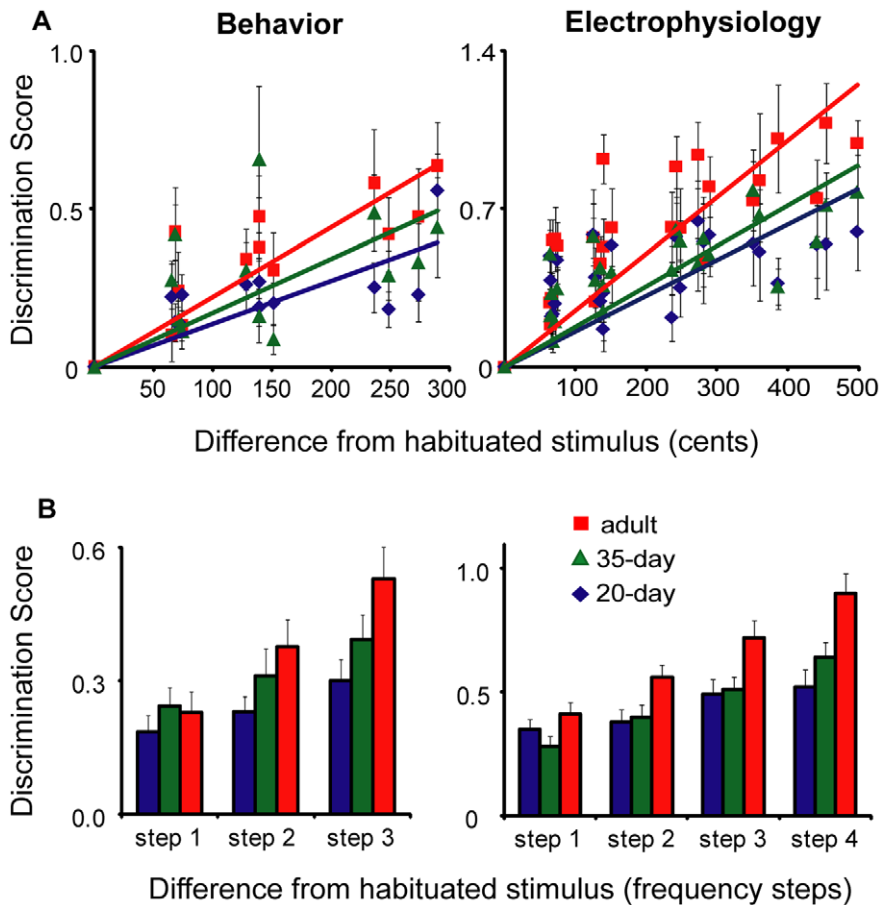 A
Behavior
Electrophysiology
Discrimination Score
1.0
0.5
0
50 100 150 200 250 300
1.4
0.7
0
100 200 300 400 500
Difference from habituated stimulus (cents)
B
Discrimination Score
0.6
0.3
0.0
step 1 step 2 step 3
adult
35-day
20-day
1.0
0.5
0
step 1 step 2 step 3 step 4
Difference from habituated stimulus (frequency steps)